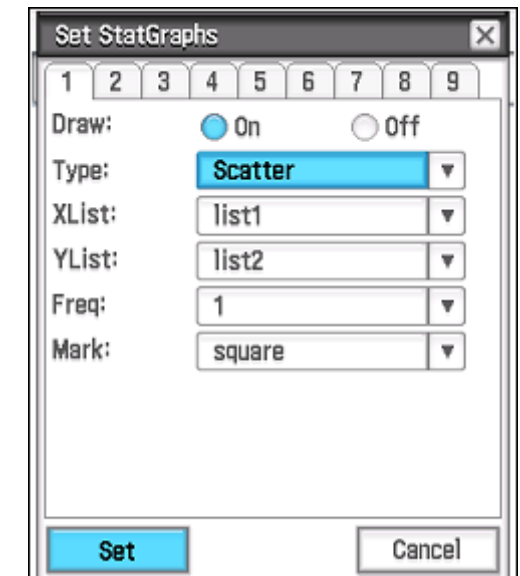 Set StatGraphs
1 2 3 4 5 6 7 8 9
Draw: On Off
Type: Scatter
XList: list1
YList: list2
Freq: 1
Mark: square
Set Cancel